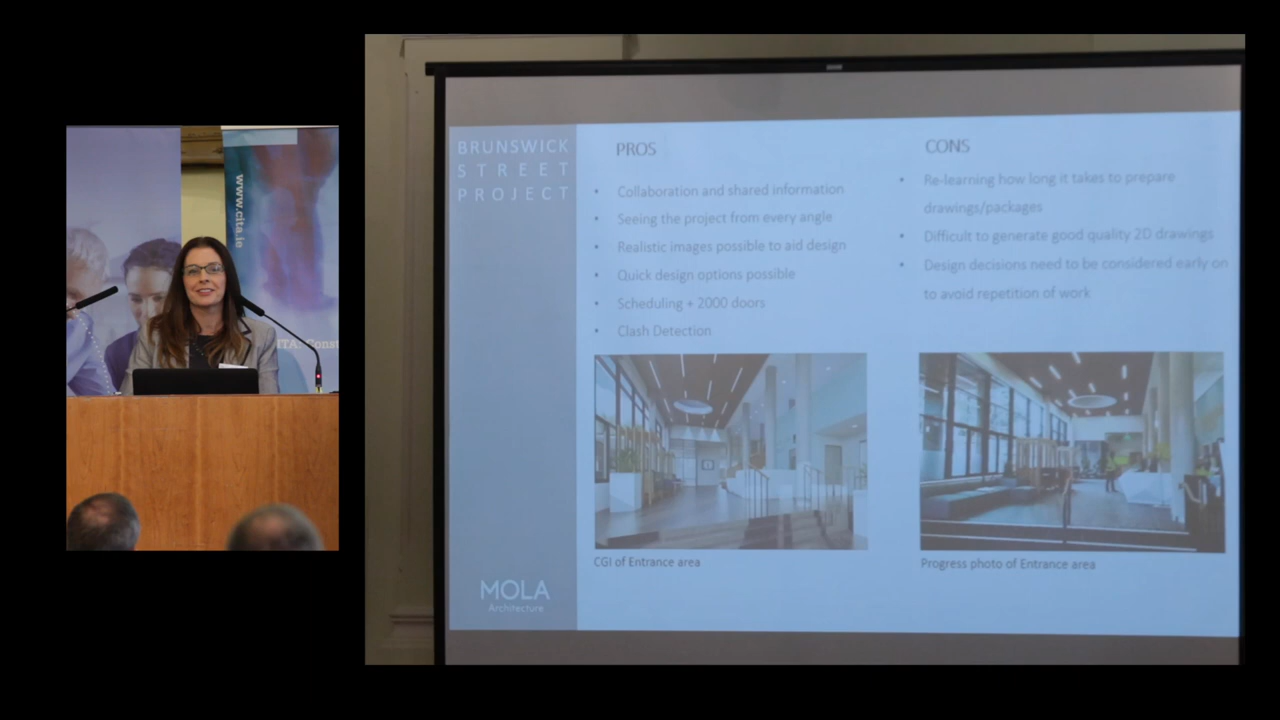 www.cita.ie
BRUNSWICK
STREET
PROJECT
PROS
• Collaboration and shared information
• Seeing the project from every angle
• Realistic images possible to aid design
• Quick design options possible
• Scheduling + 2000 doors
• Clash Detection
CONS
• Re-learning how long it takes to prepare
drawings/packages
• Difficult to generate good quality 2D drawings
• Design decisions need to be considered early on
to avoid repetition of work
CGI of Entrance area
Progress photo of Entrance area
MOLA
Architecture